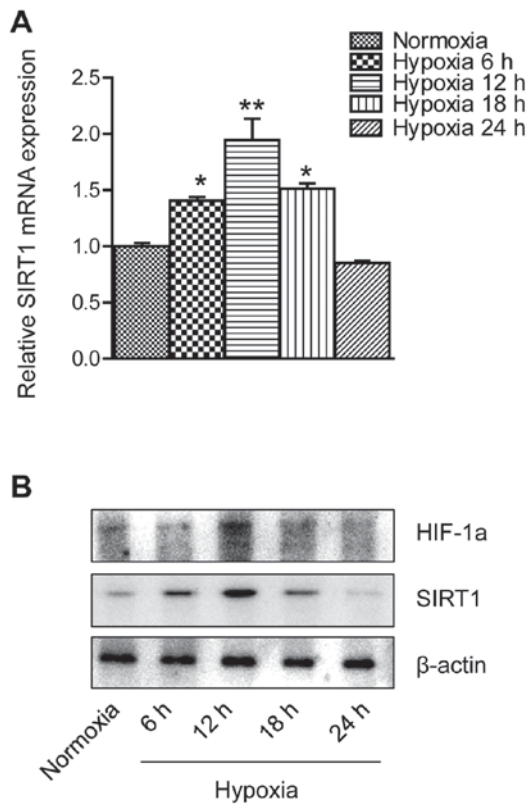 A
Normoxia
Hypoxia 6 h
Hypoxia 12 h
Hypoxia 18 h
Hypoxia 24 h
Relative SIRT1 mRNA expression
2.5
2.0
1.5
1.0
0.5
0.0
*
**
*
B
HIF-1a
SIRT1
β-actin
Normoxia
6 h
12 h
18 h
24 h
Hypoxia